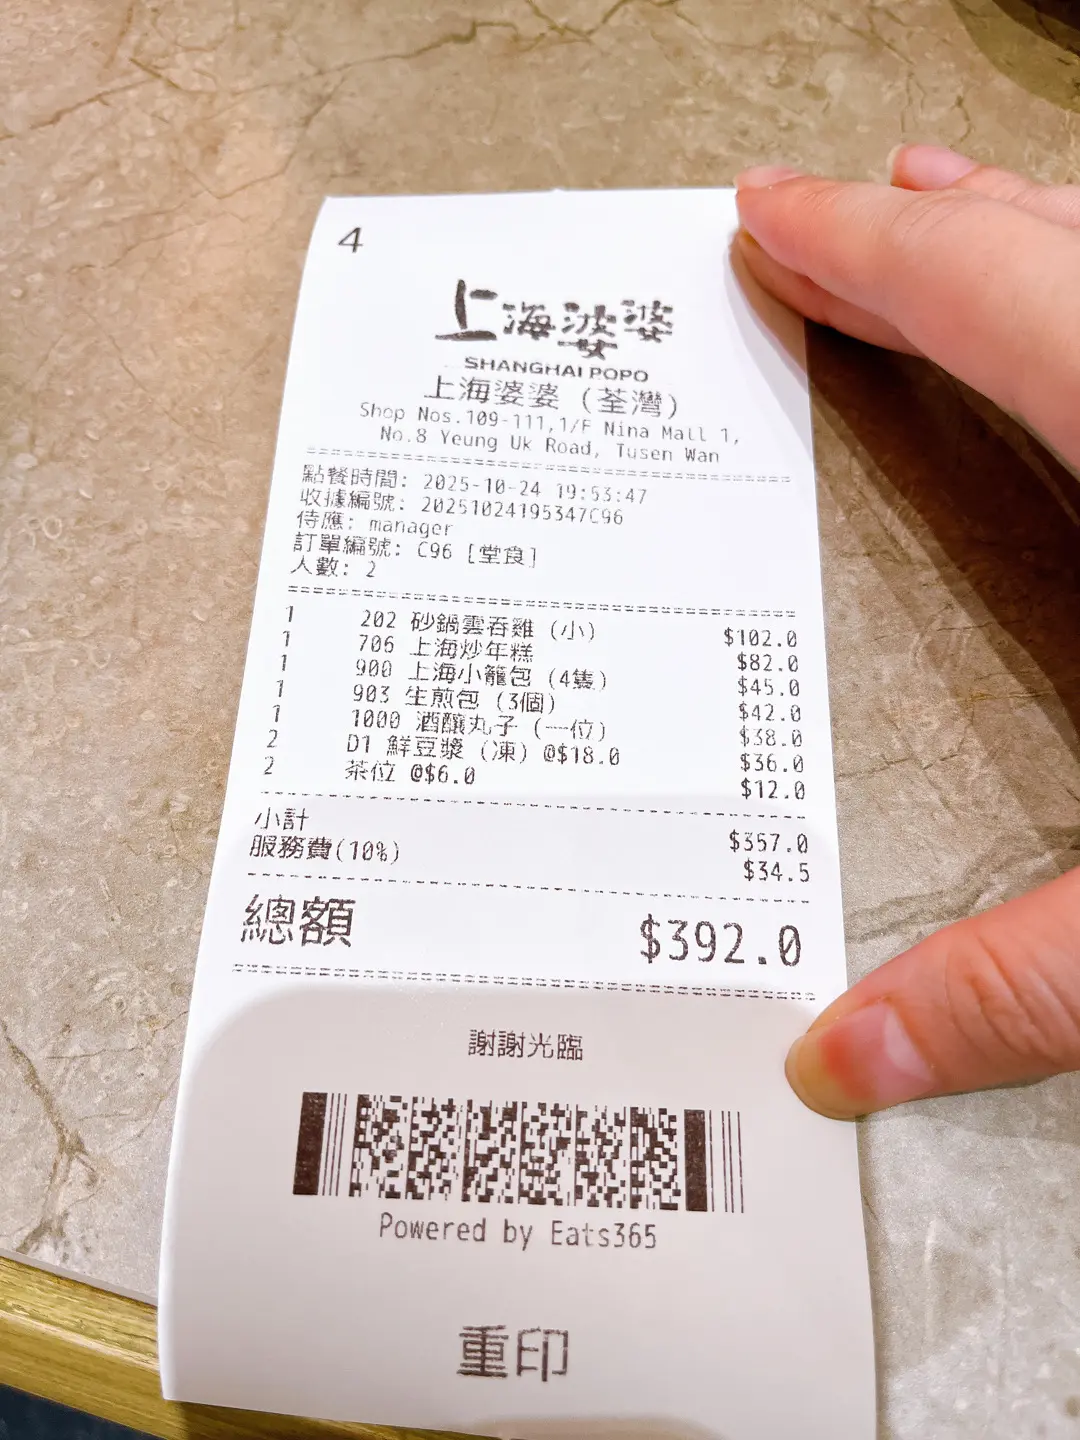 4
上海婆婆
SHANGHAI POPO
上海婆婆 (荃灣)
Shop Nos.109-111,1/F Nina Mall 1,
No.8 Yeung Uk Road, Tusen Wan
點餐時間: 2025-10-24 19:53:47
收據編號: 20251024195347C96
侍應: manager
訂單編號: C96 [堂食]
人數: 2
1 202 砂鍋雲吞雞 (小) $102.0
1 706 上海炒年糕 $82.0
1 900 上海小籠包 (4隻) $45.0
1 903 生煎包 (3個) $42.0
1 1000 酒釀丸子 (一位) $38.0
2 D1 鮮豆漿 (凍) @$18.0 $36.0
2 茶位 @$6.0 $12.0
小計 $357.0
服務費(10%) $34.5
總額 $392.0
謝謝光臨
Powered by Eats365
重印